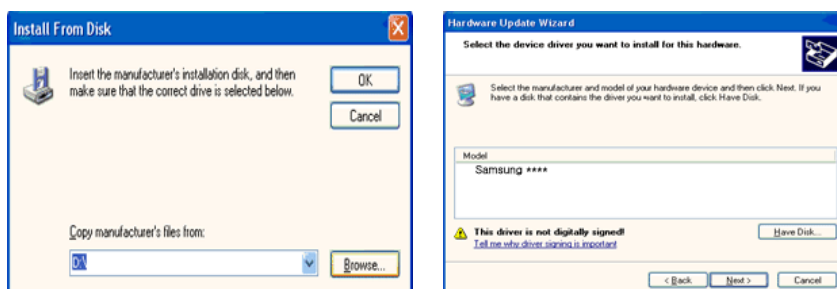 Install From Disk
Insert the manufacturer's installation disk, and then
make sure that the correct drive is selected below.
OK
Cancel
Copy manufacturer's files from:
D:\
Browse...
Hardware Update Wizard
Select the device driver you want to install for this hardware.
Select the manufacturer and model of your hardware device and then click Next. If you
have a disk that contains the driver you want to install, click Have Disk.
Model
Samsung ****
This driver is not digitally signed!
Tell me why driver signing is important
Have Disk...
< Back
Next >
Cancel